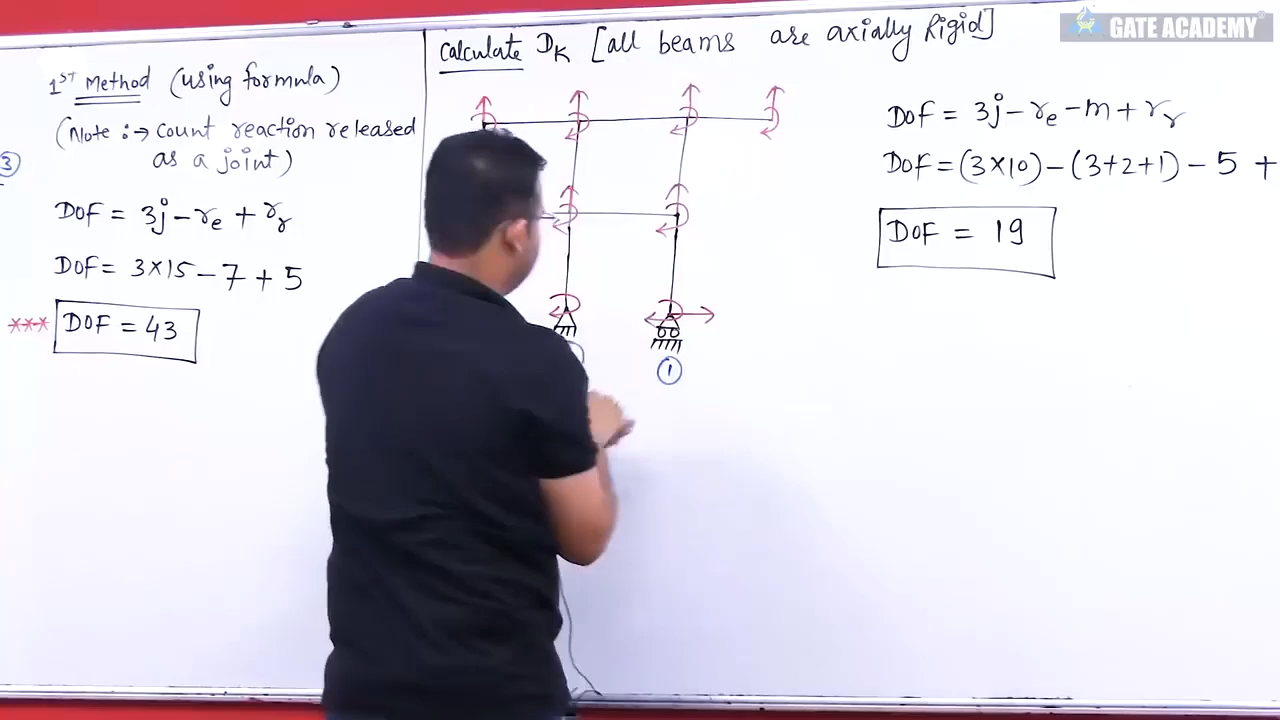 GATE ACADEMY
1ST Method (using formula)
(Note :→ Count reaction released
as a joint)
3
DOF = 3j - re + rr
DOF = 3×15 - 7 + 5
*** DOF = 43
Calculate DK [all beams are axially Rigid]
1
DOF = 3j - re - m + rr
DOF = (3×10) - (3+2+1) - 5 +
DOF = 19